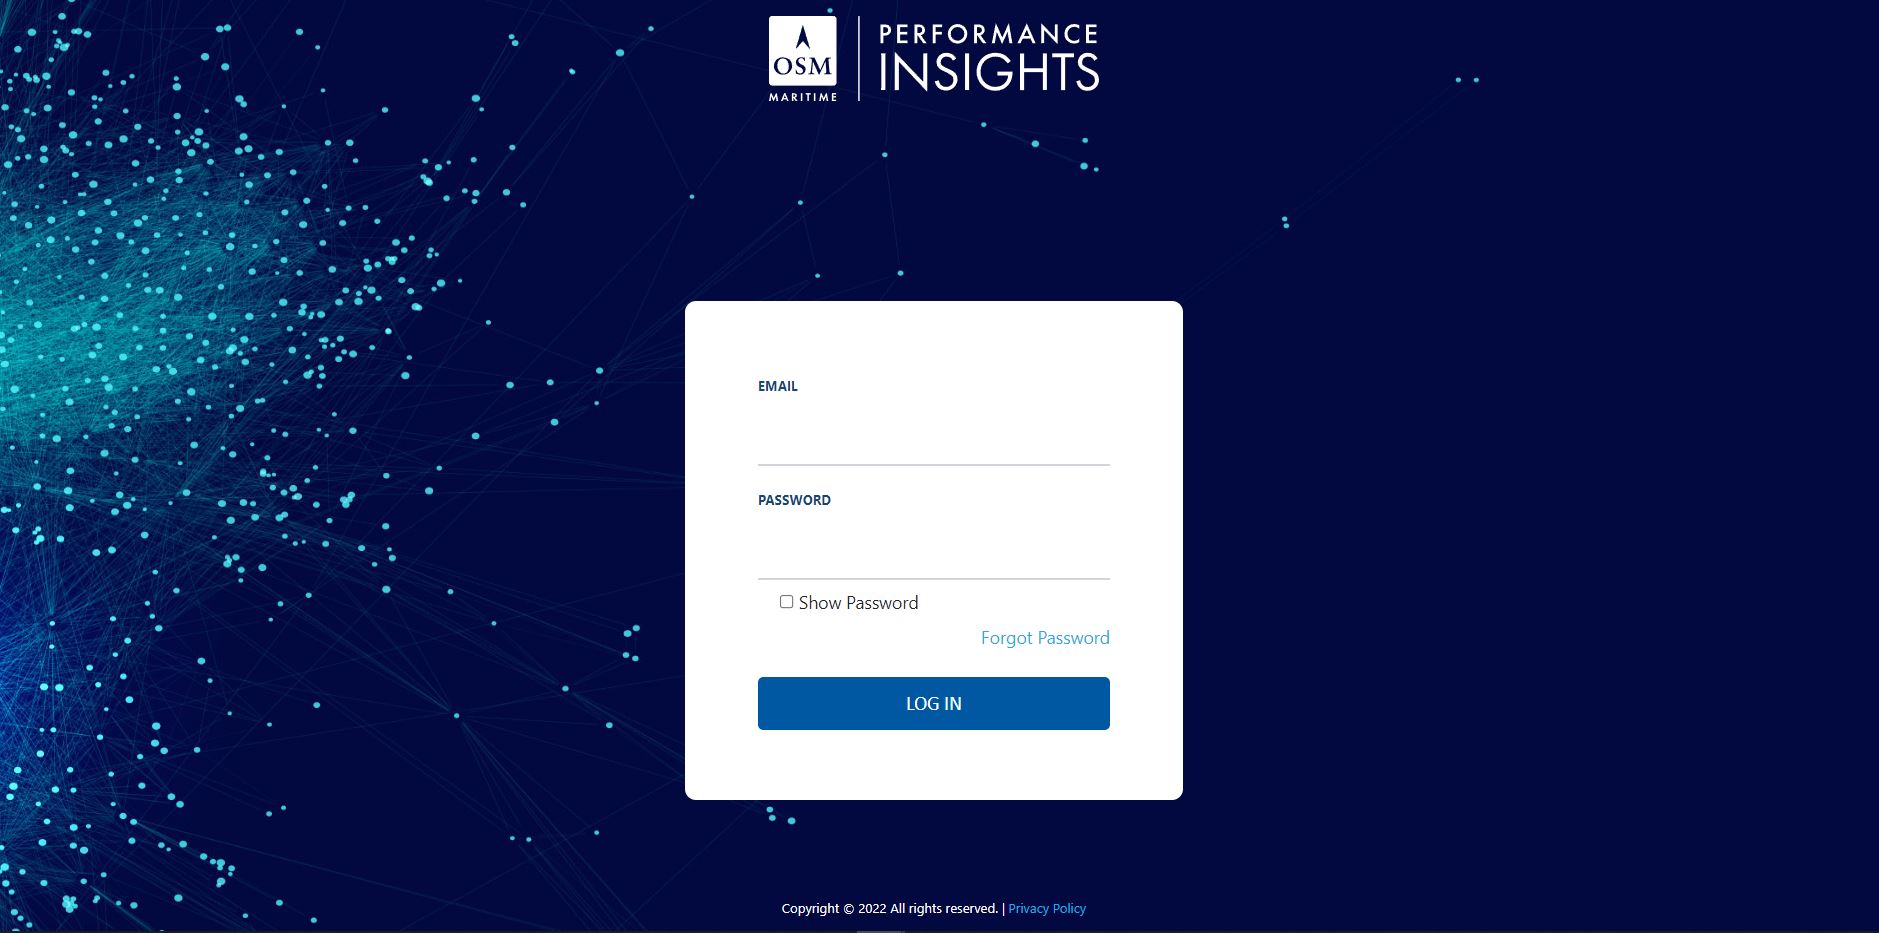 PERFORMANCE
INSIGHTS
OSM
MARITIME
EMAIL
PASSWORD
Show Password
Forgot Password
LOG IN
Copyright © 2022 All rights reserved. | Privacy Policy